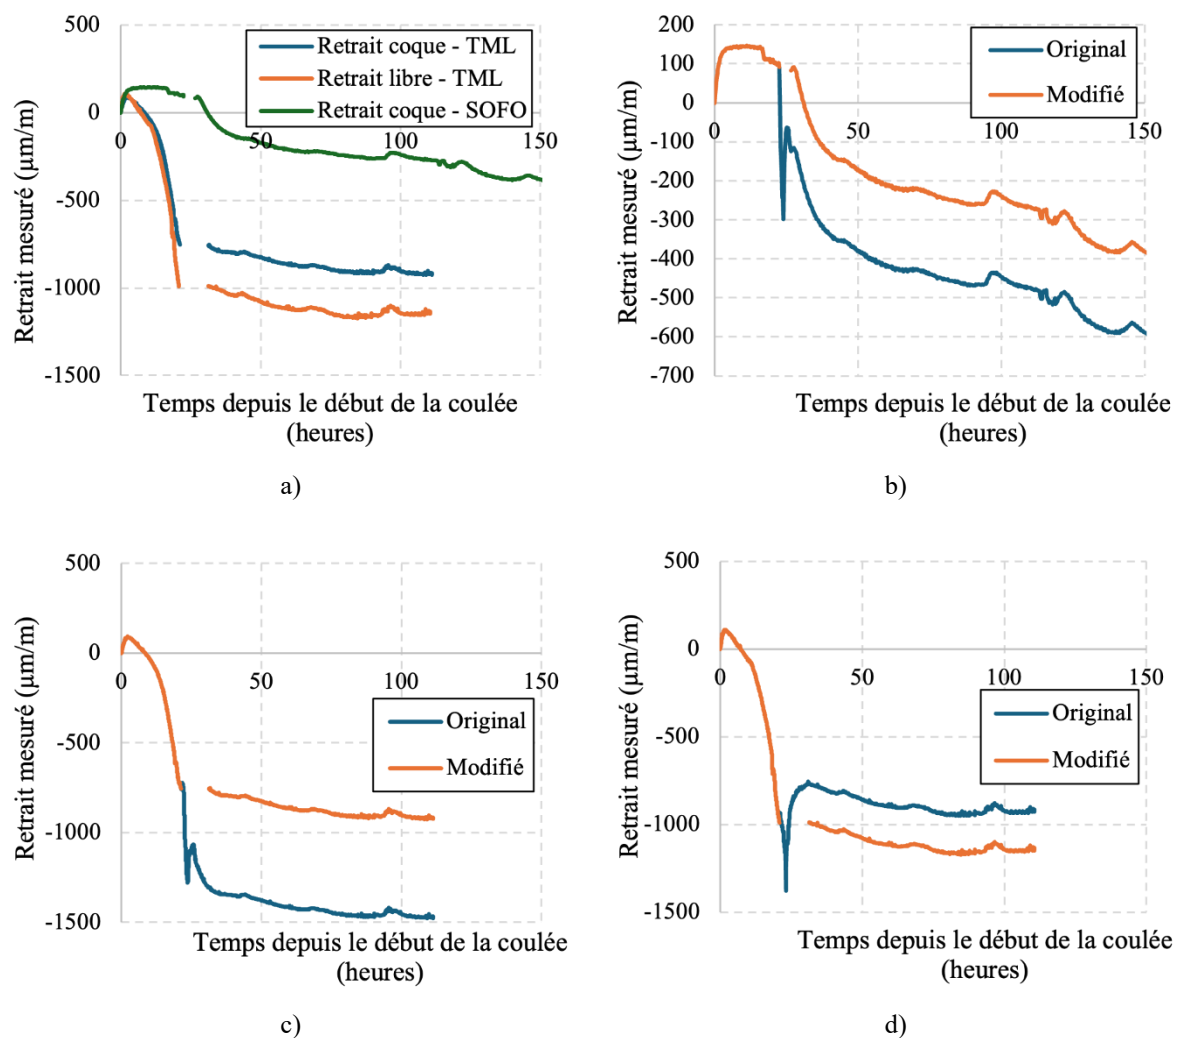 500
0
-500
-1000
-1500
0
50
100
150
Retrait mesuré (µm/m)
Retrait coque - TML
Retrait libre - TML
Retrait coque - SOFO
Temps depuis le début de la coulée
(heures)
a)
200
100
0
-100
-200
-300
-400
-500
-600
-700
0
50
100
150
Retrait mesuré (µm/m)
Original
Modifié
Temps depuis le début de la coulée
(heures)
b)
500
0
-500
-1000
-1500
0
50
100
150
Retrait mesuré (µm/m)
Original
Modifié
Temps depuis le début de la coulée
(heures)
c)
500
0
-500
-1000
-1500
0
50
100
150
Retrait mesuré (µm/m)
Original
Modifié
Temps depuis le début de la coulée
(heures)
d)